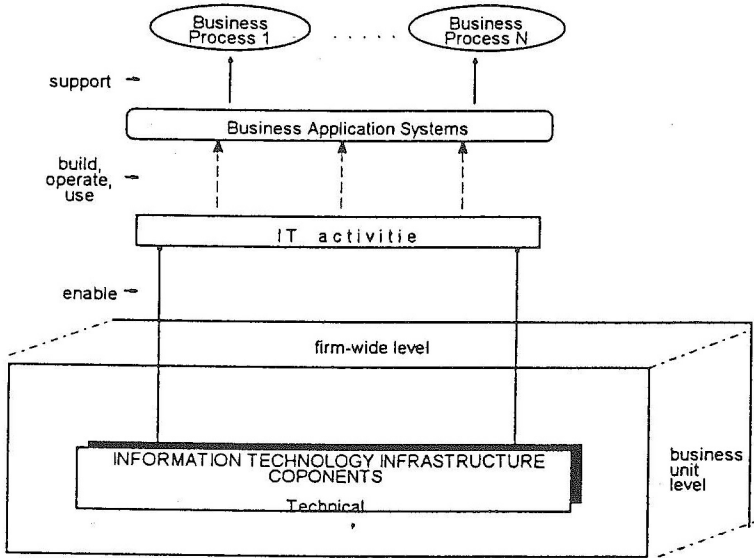 Business
Process 1
. . . . .
Business
Process N
support
Business Application Systems
build,
operate,
use
IT activitie
enable
firm-wide level
INFORMATION TECHNOLOGY INFRASTRUCTURE
COPONENTS
Technical
business
unit
level